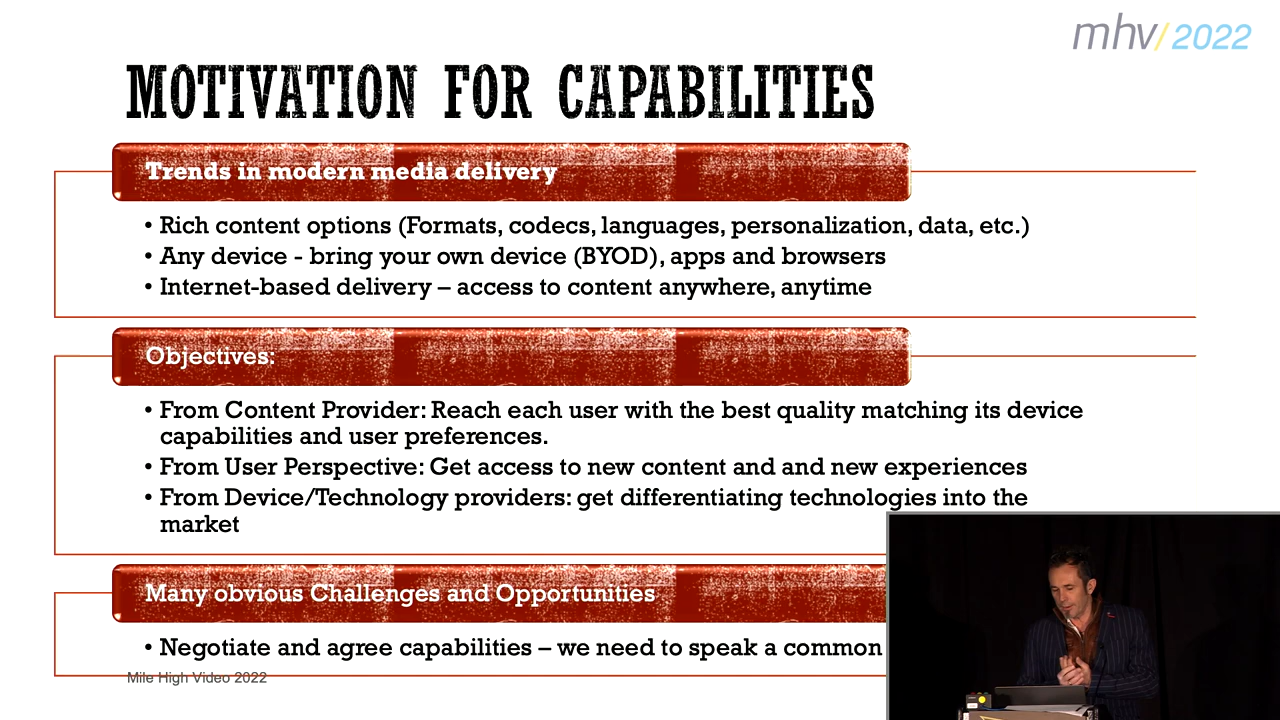 mhv/2022
MOTIVATION FOR CAPABILITIES
Trends in modern media delivery
• Rich content options (Formats, codecs, languages, personalization, data, etc.)
• Any device - bring your own device (BYOD), apps and browsers
• Internet-based delivery – access to content anywhere, anytime
Objectives:
• From Content Provider: Reach each user with the best quality matching its device
capabilities and user preferences.
• From User Perspective: Get access to new content and and new experiences
• From Device/Technology providers: get differentiating technologies into the
market
Many obvious Challenges and Opportunities
• Negotiate and agree capabilities – we need to speak a common
Mile High Video 2022